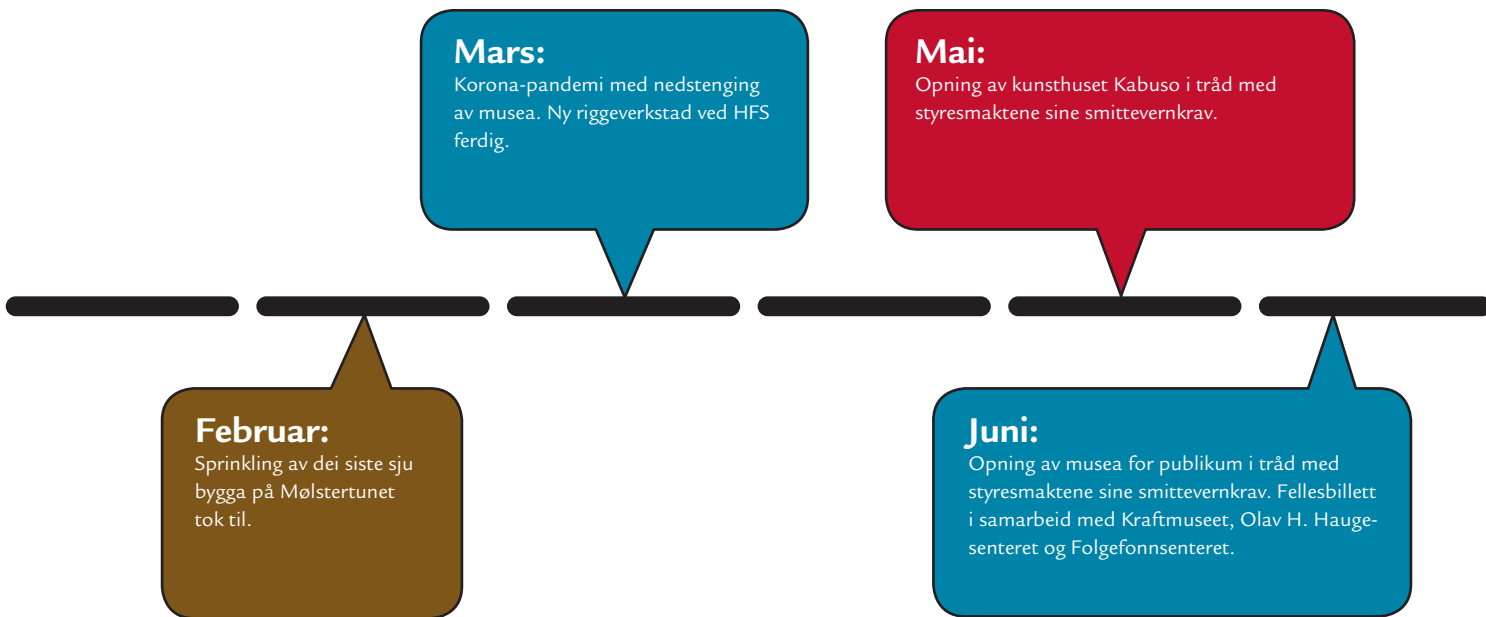 Mars:
Korona-pandemi med nedstenging
av musea. Ny riggeverkstad ved HFS
ferdig.
Mai:
Opning av kunsthuset Kabuso i tråd med
styresmaktene sine smittevernkrav.
Februar:
Sprinkling av dei siste sju
bygga på Mølstertunet
tok til.
Juni:
Opning av musea for publikum i tråd med
styresmaktene sine smittevernkrav. Fellesbillett
i samarbeid med Kraftmuseet, Olav H. Hauge-
senteret og Folgefonnsenteret.